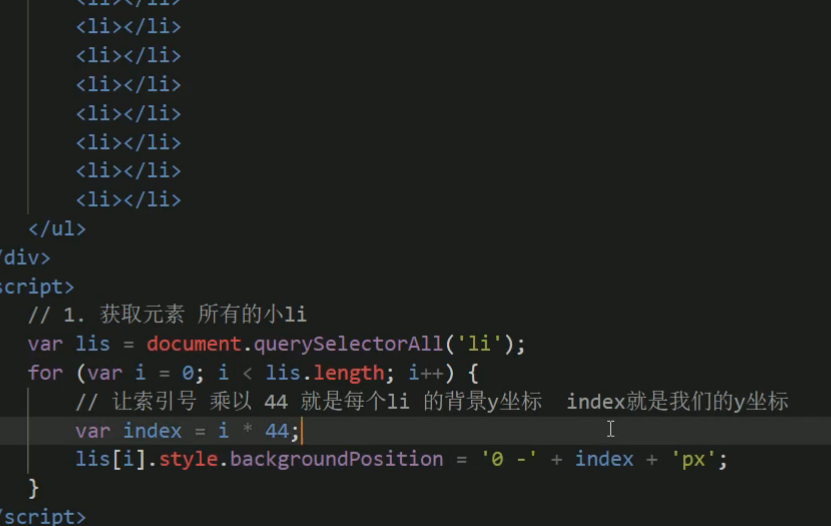 <li></li>
<li></li>
<li></li>
<li></li>
<li></li>
<li></li>
<li></li>
<li></li>
</ul>
/div>
script>
// 1. 获取元素 所有的小li
var lis = document.querySelectorAll('li');
for (var i = 0; i < lis.length; i++) {
// 让索引号 乘以 44 就是每个li 的背景y坐标  index就是我们的y坐标
var index = i * 44;
lis[i].style.backgroundPosition = '0 -' + index + 'px';
}
/script>